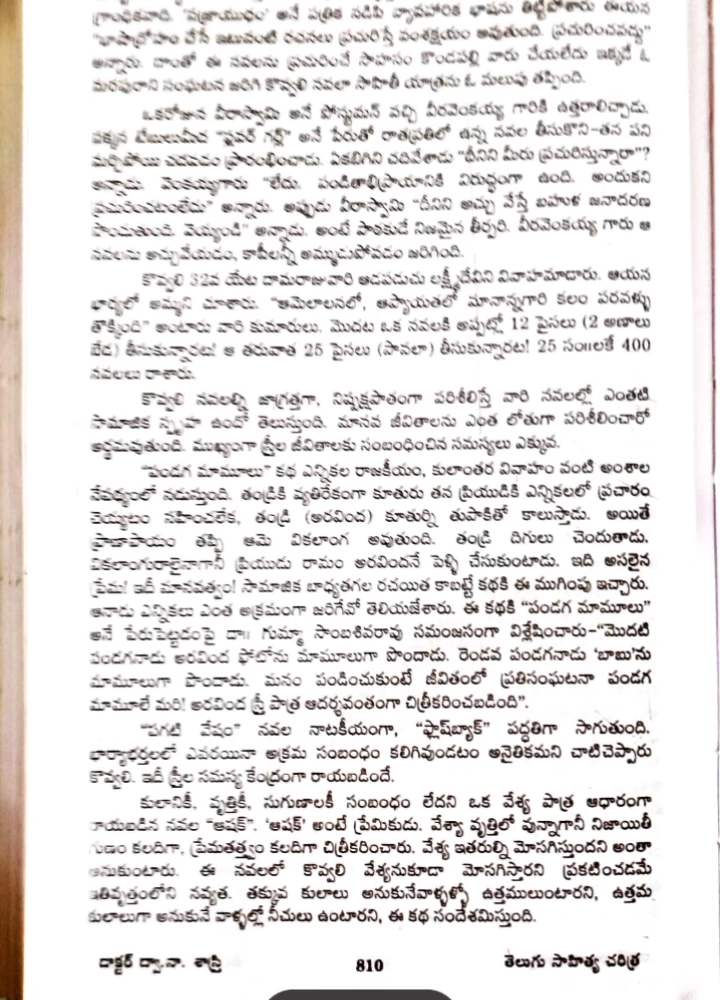 గ్రాంథికవాది. 'వజ్రాయుధం' అనే పత్రిక నడిపి వ్యావహారిక భాషను తిట్టిపోశారు ఈయన
"భాషాద్రోహం చేసే ఇటువంటి రచనలు ప్రచురిస్తే వంశక్షయం అవుతుంది. ప్రచురించవద్దు"
అన్నారు. దాంతో ఈ నవలను ప్రచురించే సాహసం కొండపల్లి వారు చేయలేదు ఇక్కడే ఓ
మరపురాని సంఘటన జరిగి కొవ్వలి నవలా సాహితీ యాత్రను ఓ మలుపు తప్పింది.
ఒకరోజున వీరాస్వామి అనే పోస్టుమన్ వచ్చి వీరవెంకయ్య గారికి ఉత్తరాలిచ్చాడు.
పక్కన టేబులుమీద "ఫ్లవర్ గర్ల్" అనే పేరుతో రాతప్రతిలో ఉన్న నవల తీసుకొని-తన పని
మర్చిపోయి చదవడం ప్రారంభించాడు. ఏకబిగిని చదివేశాడు "దీనిని మీరు ప్రచురిస్తున్నారా"?
అన్నాడు. వెంకయ్యగారు "లేదు. పండితాభిప్రాయానికి విరుద్ధంగా ఉంది. అందుకని
ప్రచురించటంలేదు" అన్నారు. అప్పుడు వీరాస్వామి "దీనిని అచ్చు వేస్తే బహుళ జనాదరణ
పొందుతుంది. వెయ్యండి" అన్నాడు. అంటే పాఠకుడే నిజమైన తీర్పరి. వీరవెంకయ్య గారు ఆ
నవలను అచ్చువేయడం, కాపీలన్నీ అమ్ముడుపోవడం జరిగింది.
కొవ్వలి 32వ యేట దామరాజువారి ఆడపడుచు లక్ష్మీదేవిని వివాహమాడారు. ఆయన
భార్యలో అమ్మని చూశారు. "ఆమెలాలనలో, ఆప్యాయతలో మానాన్నగారి కలం పరవళ్ళు
తొక్కింది" అంటారు వారి కుమారులు. మొదట ఒక నవలకి అప్పట్లో 12 పైసలు (2 అణాలు
బేడ) తీసుకున్నారట! ఆ తరువాత 25 పైసలు (పావలా) తీసుకున్నారట! 25 సం॥లకే 400
నవలలు రాశారు.
కొవ్వలి నవలల్ని జాగ్రత్తగా, నిష్పక్షపాతంగా పరిశీలిస్తే వారి నవలల్లో ఎంతటి
సామాజిక స్పృహ ఉందో తెలుస్తుంది. మానవ జీవితాలను ఎంత లోతుగా పరిశీలించారో
అర్థమవుతుంది. ముఖ్యంగా స్త్రీల జీవితాలకు సంబంధించిన సమస్యలు ఎక్కువ.
"పండగ మామూలు" కథ ఎన్నికల రాజకీయం, కులాంతర వివాహం వంటి అంశాల
నేపథ్యంలో నడుస్తుంది. తండ్రికి వ్యతిరేకంగా కూతురు తన ప్రియుడికి ఎన్నికలలో ప్రచారం
చెయ్యటం సహించలేక, తండ్రి (అరవింద) కూతుర్ని తుపాకితో కాలుస్తాడు. అయితే
ప్రాణాపాయం తప్పి ఆమె వికలాంగ అవుతుంది. తండ్రి దిగులు చెందుతాడు.
వికలాంగురాలైనాగానీ ప్రియుడు రామం అరవిందనే పెళ్ళి చేసుకుంటాడు. ఇది అసలైన
ప్రేమ! ఇదీ మానవత్వం! సామాజిక బాధ్యతగల రచయిత కాబట్టే కథకి ఈ ముగింపు ఇచ్చారు.
ఆనాడు ఎన్నికలు ఎంత అక్రమంగా జరిగేవో తెలియజేశారు. ఈ కథకి "పండగ మామూలు"
అనే పేరుపెట్టడంపై డా॥ గుమ్మా సాంబశివరావు సమంజసంగా విశ్లేషించారు-"మొదటి
పండగనాడు అరవింద ఫోటోను మామూలుగా పొందాడు. రెండవ పండగనాడు 'బాబు'ను
మామూలుగా పొందాడు. మనం పండించుకుంటే జీవితంలో ప్రతిసంఘటనా పండగ
మామూలే మరి! అరవింద స్త్రీ పాత్ర ఆదర్శవంతంగా చిత్రీకరించబడింది".
"పగటి వేషం" నవల నాటకీయంగా, "ఫ్లాష్‌బ్యాక్" పద్ధతిగా సాగుతుంది.
భార్యాభర్తలలో ఎవరయినా అక్రమ సంబంధం కలిగివుండటం అనైతికమని చాటిచెప్పారు
కొవ్వలి. ఇదీ స్త్రీల సమస్య కేంద్రంగా రాయబడిందే.
కులానికీ, వృత్తికీ, సుగుణాలకీ సంబంధం లేదని ఒక వేశ్య పాత్ర ఆధారంగా
రాయబడిన నవల "ఆషక్". 'ఆషక్' అంటే ప్రేమికుడు. వేశ్యా వృత్తిలో వున్నాగానీ నిజాయితీ
గుణం కలదిగా, ప్రేమతత్త్వం కలదిగా చిత్రీకరించారు. వేశ్య ఇతరుల్ని మోసగిస్తుందని అంతా
అనుకుంటారు. ఈ నవలలో కొవ్వలి వేశ్యనుకూడా మోసగిస్తారని ప్రకటించడమే
ఇతివృత్తంలోని నవ్యత. తక్కువ కులాలు అనుకునేవాళ్ళల్లో ఉత్తములుంటారని, ఉత్తమ
కులాలుగా అనుకునే వాళ్ళల్లో నీచులు ఉంటారని, ఈ కథ సందేశమిస్తుంది.
డాక్టర్ ద్వా.నా. శాస్త్రి 810 తెలుగు సాహిత్య చరిత్ర